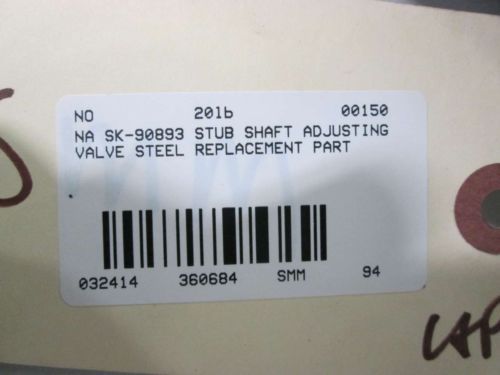 NO 201b 00150
NA SK-90893 STUB SHAFT ADJUSTING
VALVE STEEL REPLACEMENT PART
032414 360684 SMM 94